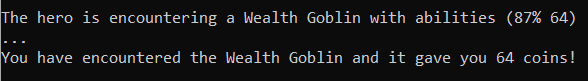 The hero is encountering a Wealth Goblin with abilities (87% 64)
...
You have encountered the Wealth Goblin and it gave you 64 coins!